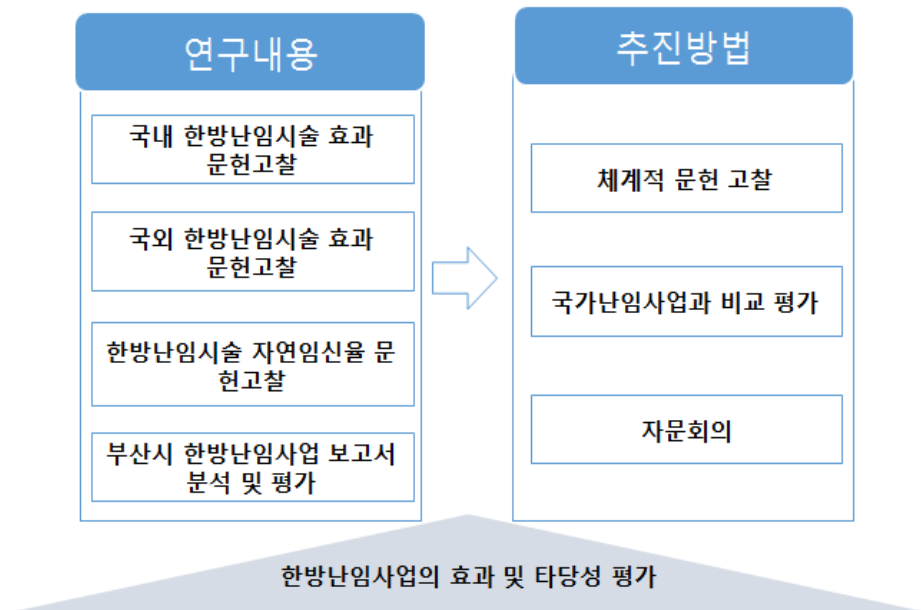 연구내용
국내 한방난임시술 효과
문헌고찰
국외 한방난임시술 효과
문헌고찰
한방난임시술 자연임신율 문
헌고찰
부산시 한방난임사업 보고서
분석 및 평가
추진방법
체계적 문헌 고찰
국가난임사업과 비교 평가
자문회의
한방난임사업의 효과 및 타당성 평가